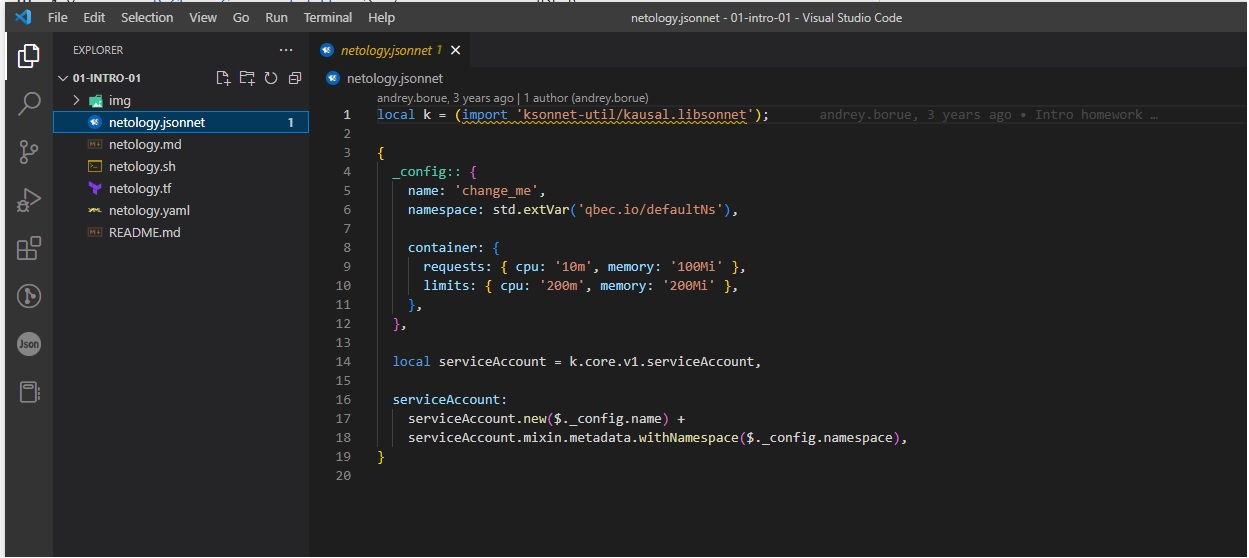 File Edit Selection View Go Run Terminal Help netology.jsonnet - 01-intro-01 - Visual Studio Code
EXPLORER ...
01-INTRO-01
img
netology.jsonnet 1
netology.md
netology.sh
netology.tf
netology.yaml
README.md
Json
netology.jsonnet 1
netology.jsonnet
andrey.borue, 3 years ago | 1 author (andrey.borue)
1 local k = (import 'ksonnet-util/kausal.libsonnet'); andrey.borue, 3 years ago • Intro homework …
2
3 {
4 _config:: {
5 name: 'change_me',
6 namespace: std.extVar('qbec.io/defaultNs'),
7
8 container: {
9 requests: { cpu: '10m', memory: '100Mi' },
10 limits: { cpu: '200m', memory: '200Mi' },
11 },
12 },
13
14 local serviceAccount = k.core.v1.serviceAccount,
15
16 serviceAccount:
17 serviceAccount.new($._config.name) +
18 serviceAccount.mixin.metadata.withNamespace($._config.namespace),
19 }
20